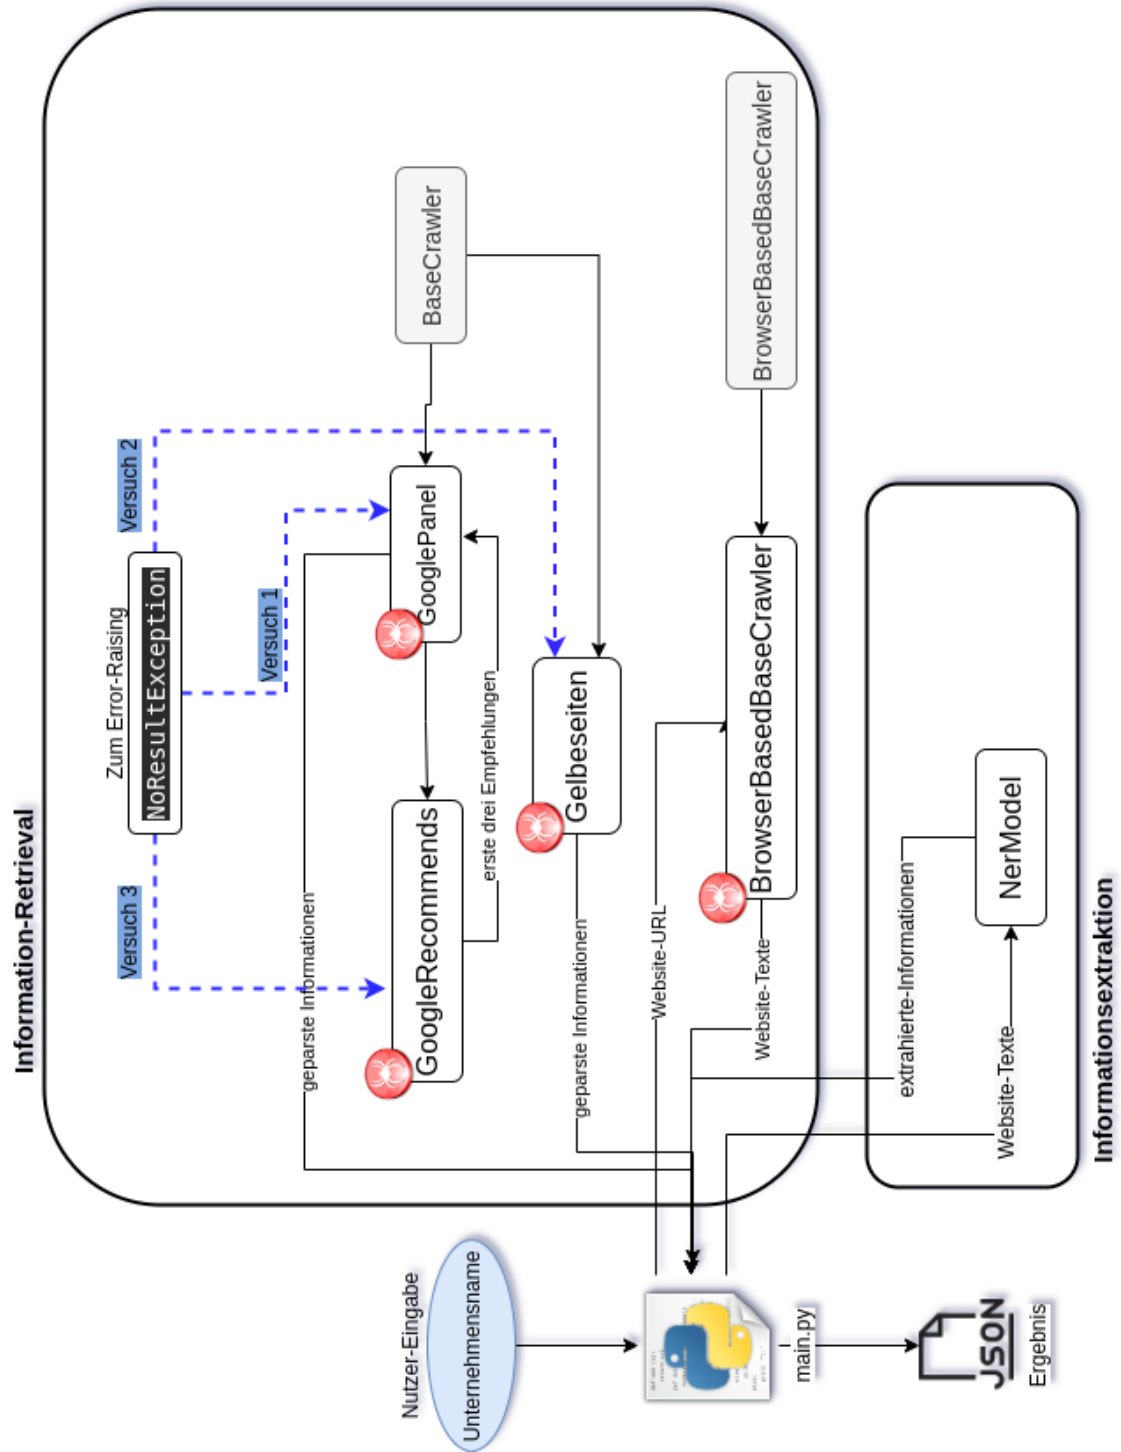 Information-Retrieval
Zum Error-Raising
NoResultException
Versuch 3
Versuch 1
Versuch 2
BaseCrawler
GooglePanel
GoogleRecommends
erste drei Empfehlungen
geparste Informationen
Gelbeseiten
geparste Informationen
Website-URL
BrowserBasedBaseCrawler
BrowserBasedBaseCrawler
Website-Texte
Nutzer-Eingabe
Unternehmensname
main.py
JSON
Ergebnis
extrahierte-Informationen
NerModel
Website-Texte
Informationsextraktion